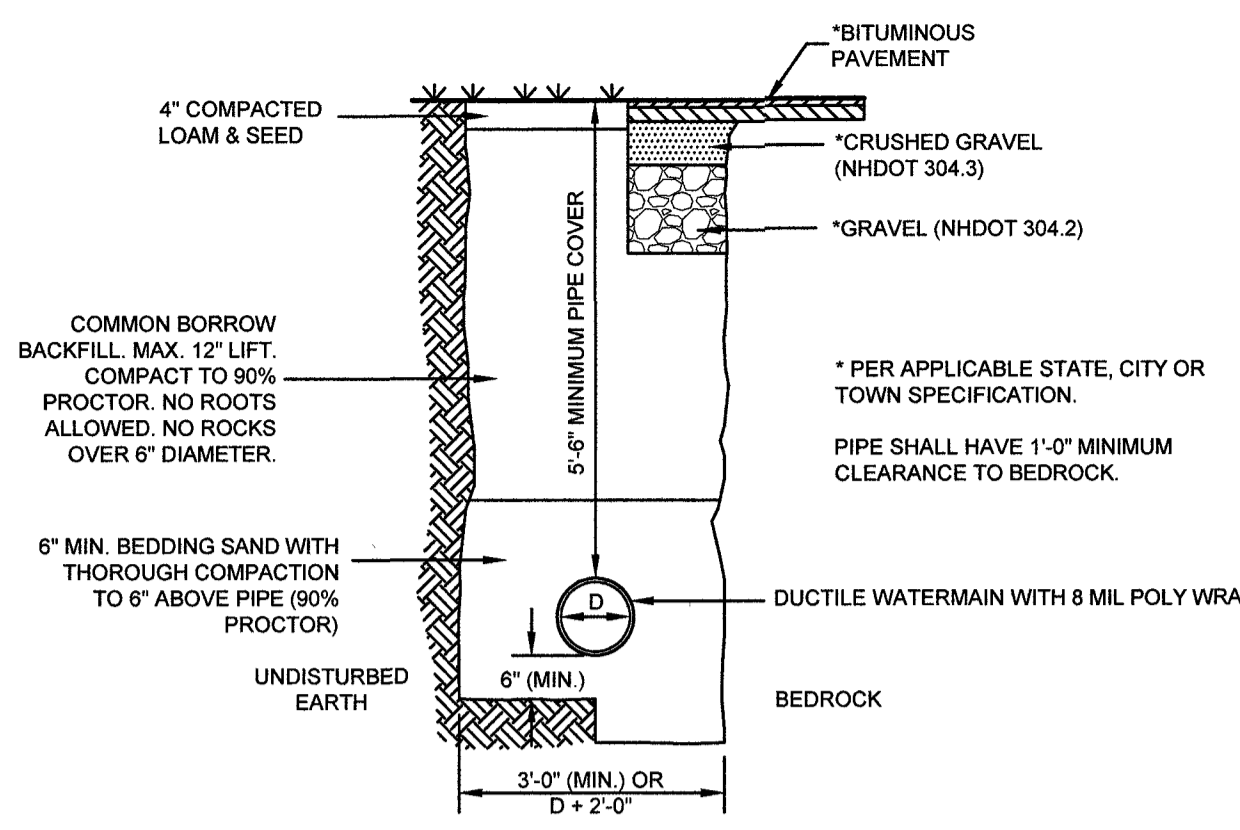 *BITUMINOUS
PAVEMENT
4" COMPACTED
LOAM & SEED
*CRUSHED GRAVEL
(NHDOT 304.3)
*GRAVEL (NHDOT 304.2)
5'-6" MINIMUM PIPE COVER
COMMON BORROW
BACKFILL. MAX. 12" LIFT.
COMPACT TO 90%
PROCTOR. NO ROOTS
ALLOWED. NO ROCKS
OVER 6" DIAMETER.
* PER APPLICABLE STATE, CITY OR
TOWN SPECIFICATION.
PIPE SHALL HAVE 1'-0" MINIMUM
CLEARANCE TO BEDROCK.
6" MIN. BEDDING SAND WITH
THOROUGH COMPACTION
TO 6" ABOVE PIPE (90%
PROCTOR)
D
DUCTILE WATERMAIN WITH 8 MIL POLY WRA
6" (MIN.)
UNDISTURBED
EARTH
BEDROCK
3'-0" (MIN.) OR
D + 2'-0"